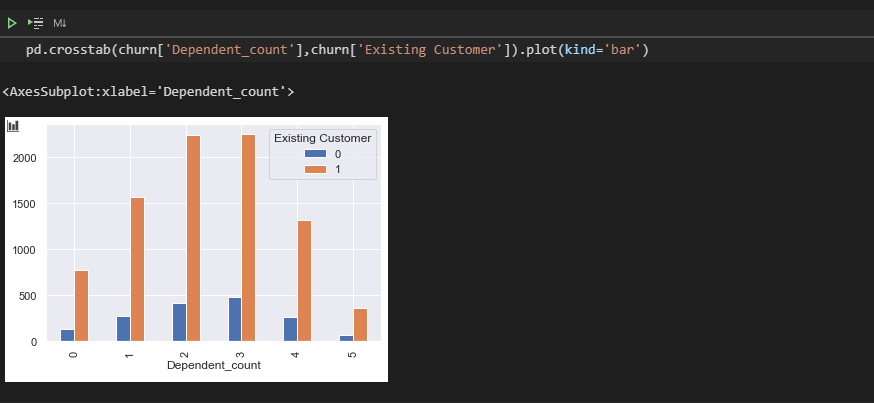 M↓
pd.crosstab(churn['Dependent_count'],churn['Existing Customer']).plot(kind='bar')
<AxesSubplot:xlabel='Dependent_count'>
Existing Customer
0
1
2000
1500
1000
500
0
0 1 2 3 4 5
Dependent_count